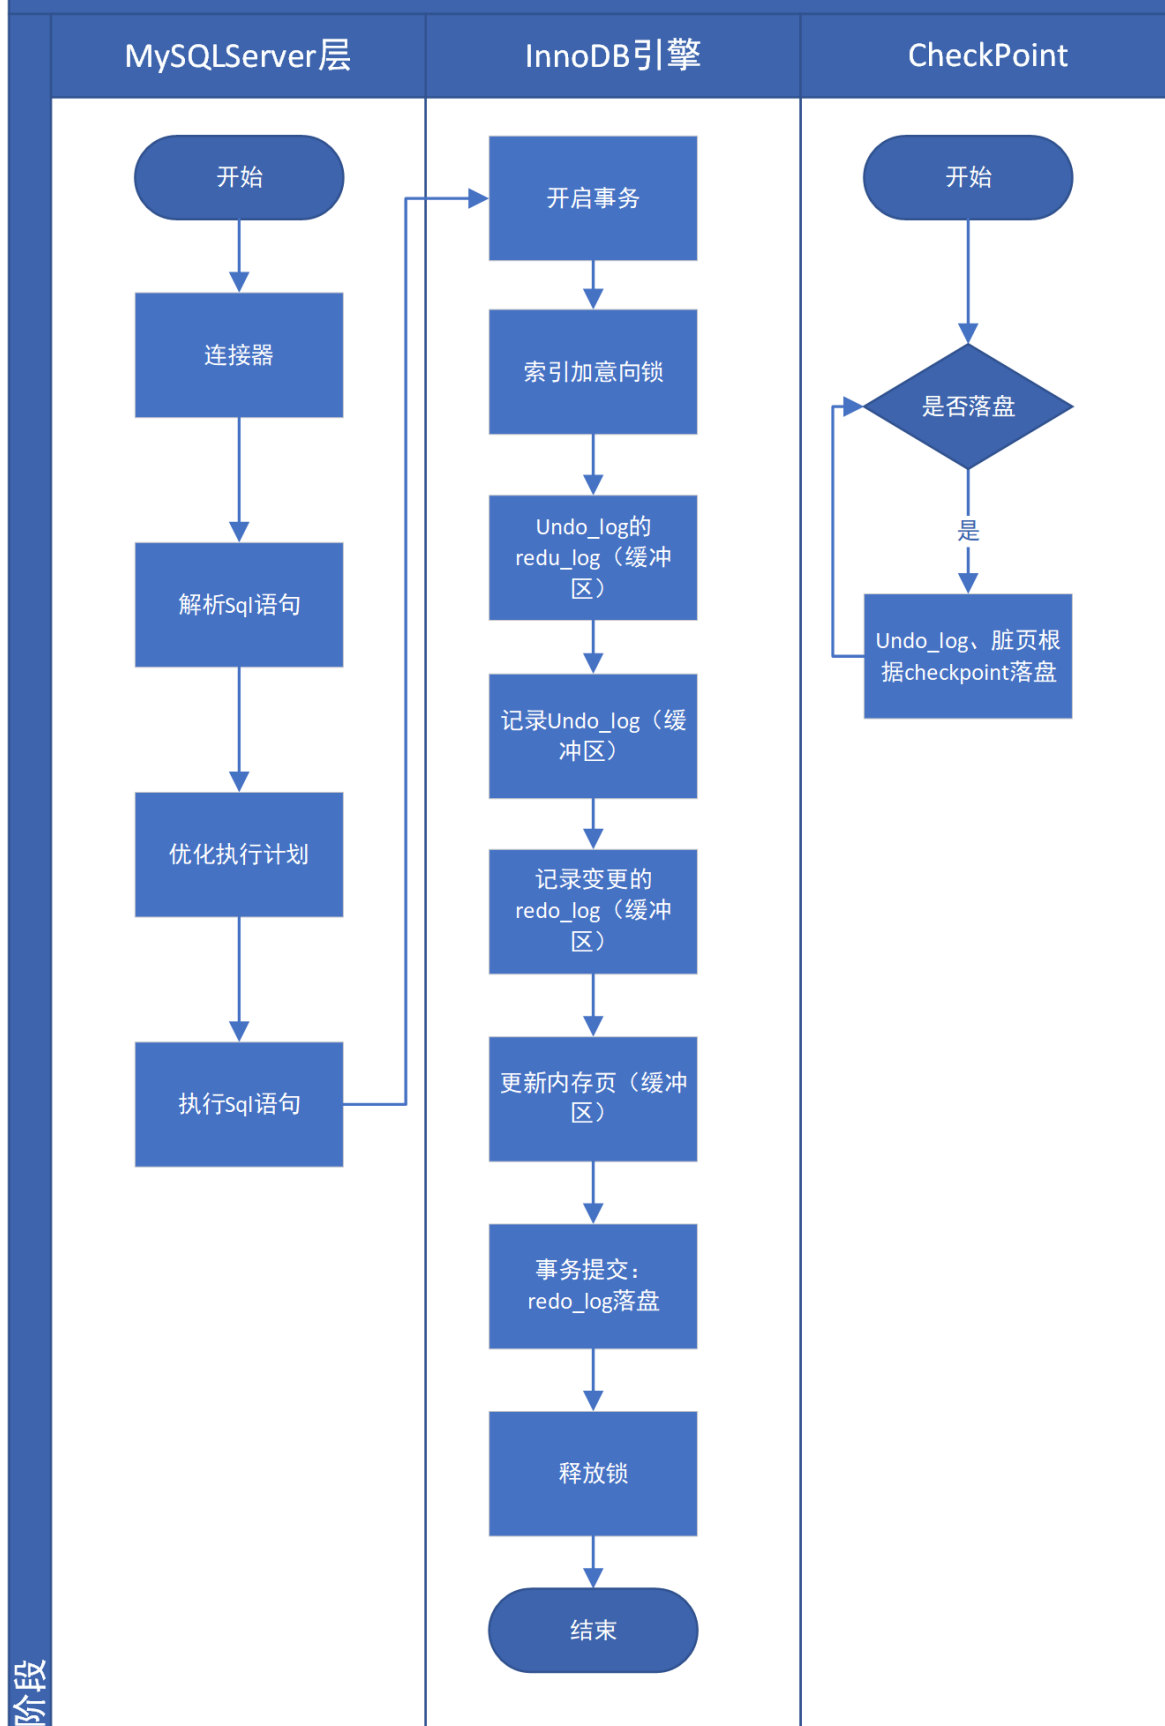 MySQLServer层
InnoDB引擎
CheckPoint
开始
连接器
解析Sql语句
优化执行计划
执行Sql语句
开启事务
索引加意向锁
Undo_log的
redu_log（缓冲
区）
记录Undo_log（缓
冲区）
记录变更的
redo_log（缓冲
区）
更新内存页（缓冲
区）
事务提交：
redo_log落盘
释放锁
结束
开始
是否落盘
是
Undo_log、脏页根
据checkpoint落盘
阶段